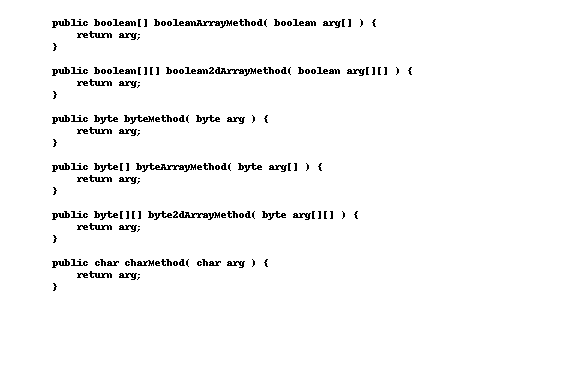 public boolean[] booleanArrayMethod( boolean arg[] ) {
    return arg;
}

public boolean[][] boolean2dArrayMethod( boolean arg[][] ) {
    return arg;
}

public byte byteMethod( byte arg ) {
    return arg;
}

public byte[] byteArrayMethod( byte arg[] ) {
    return arg;
}

public byte[][] byte2dArrayMethod( byte arg[][] ) {
    return arg;
}

public char charMethod( char arg ) {
    return arg;
}